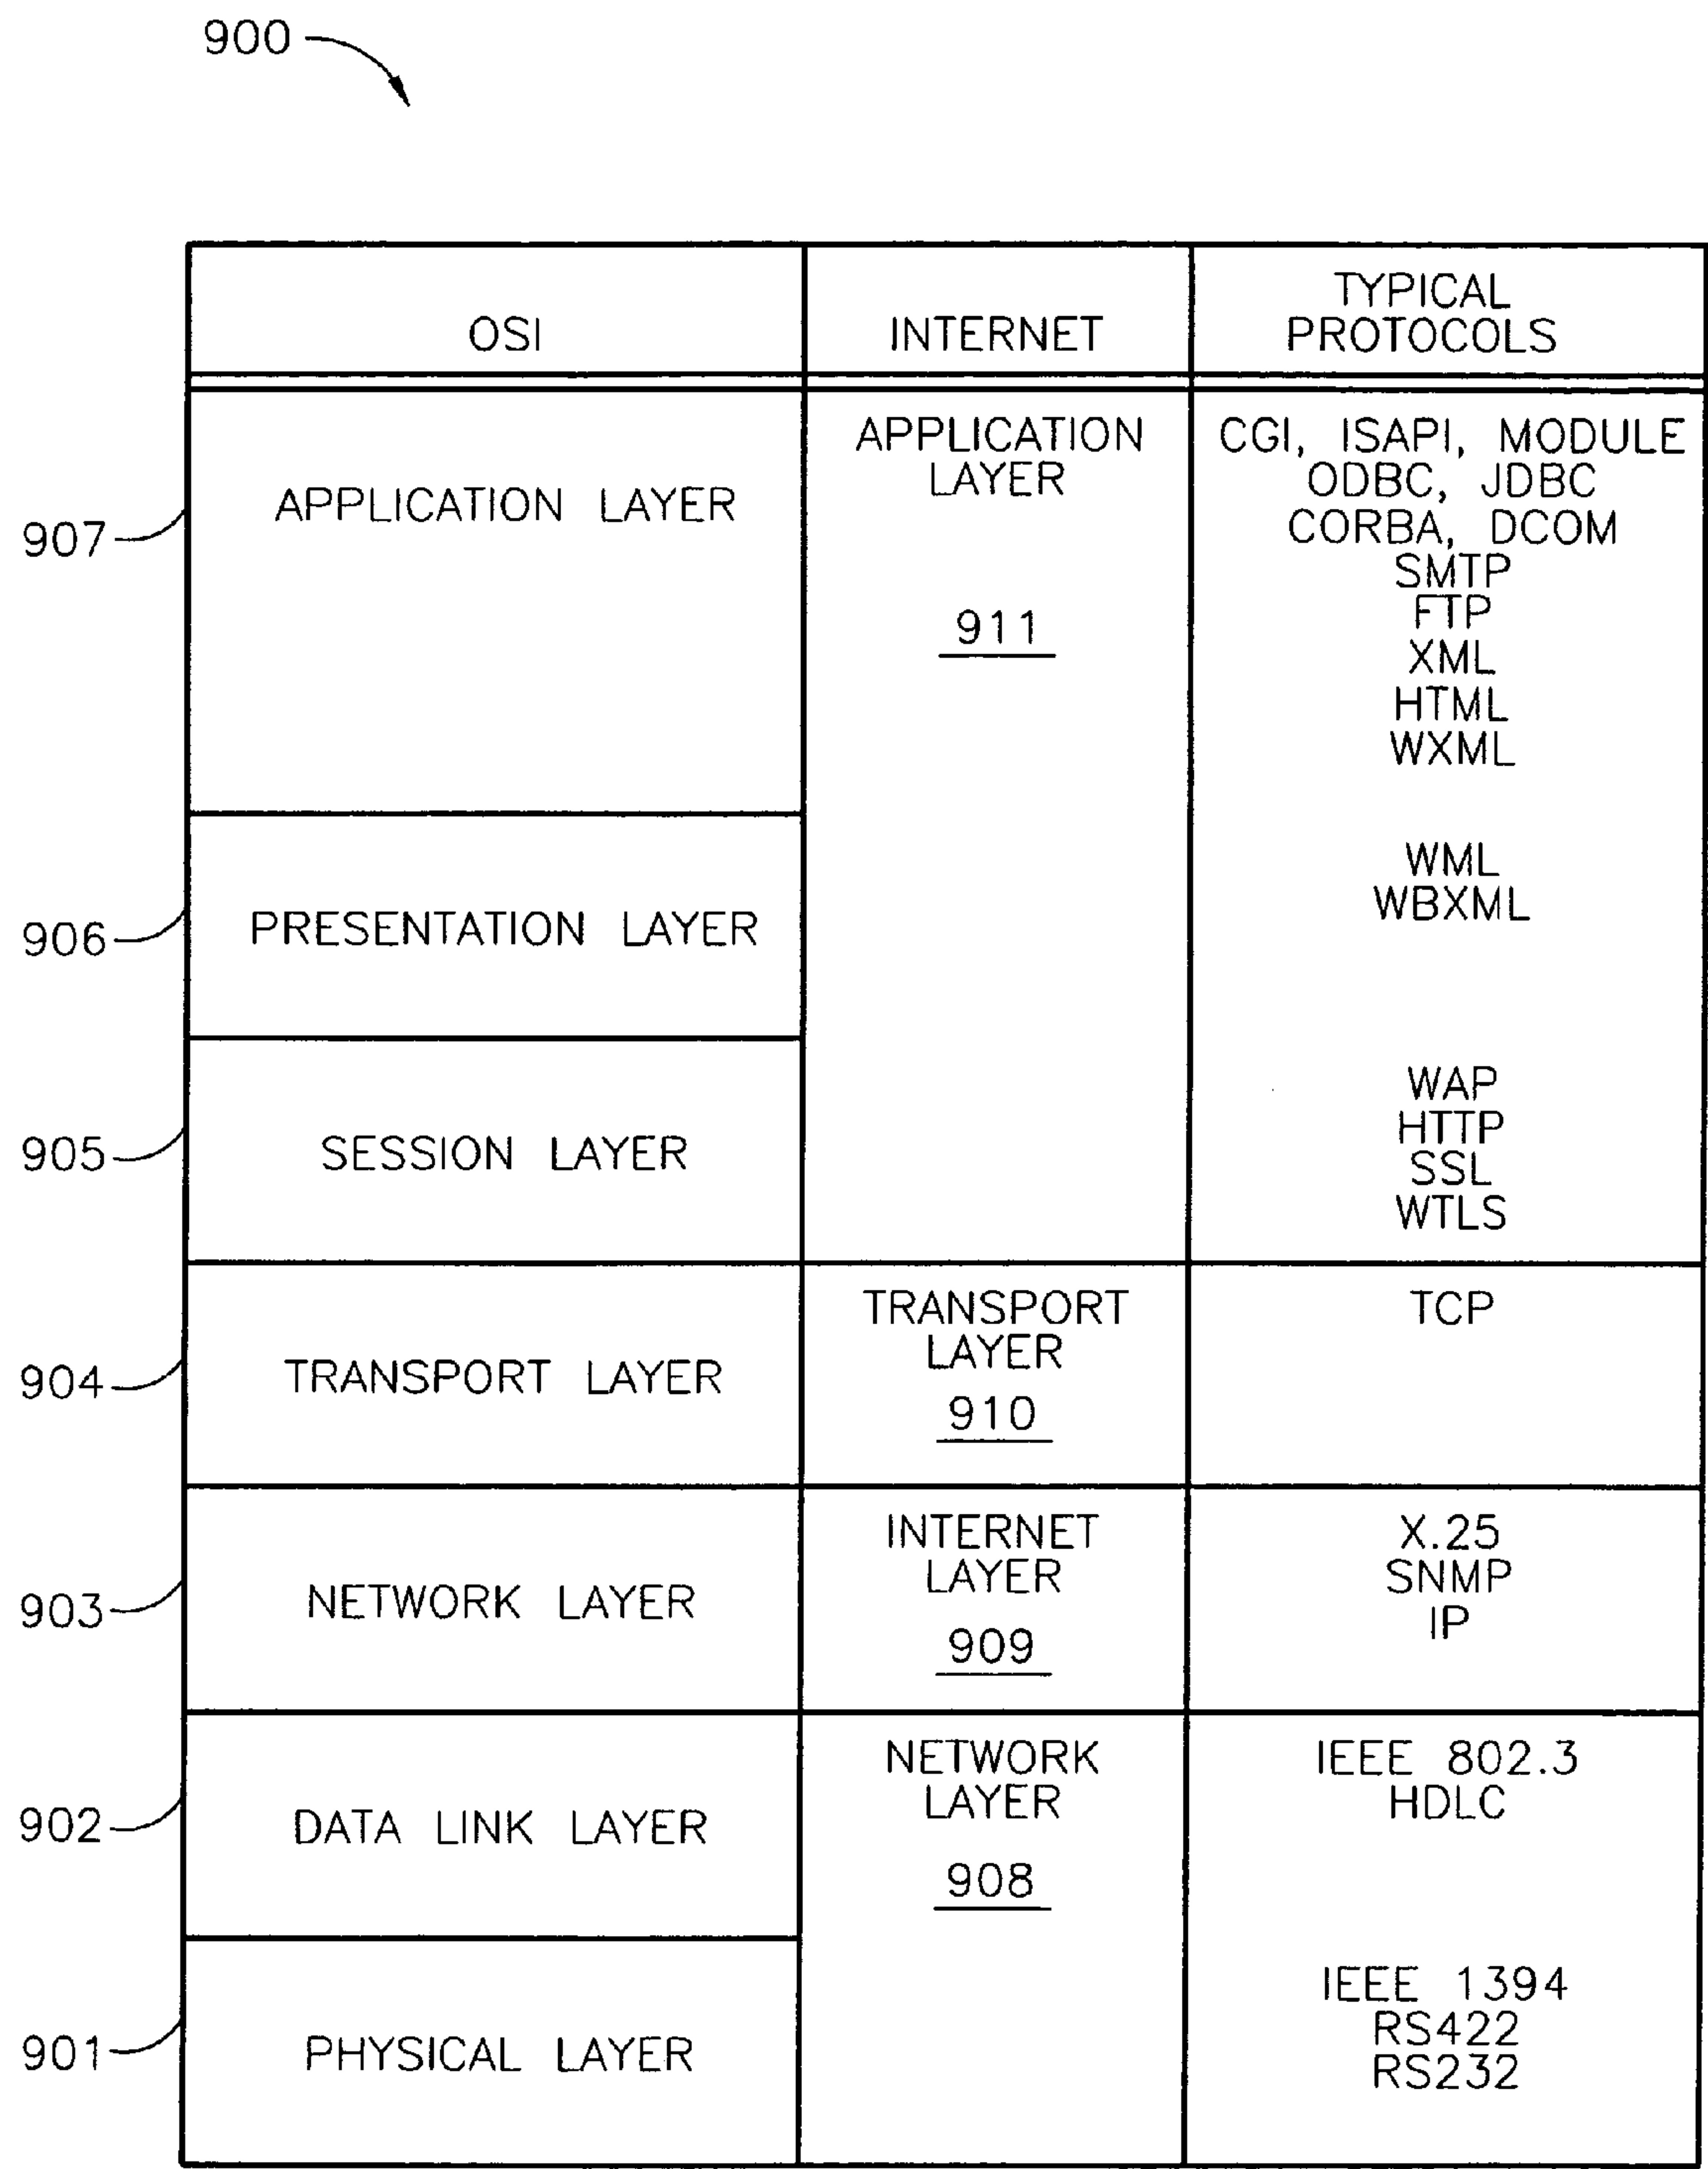 900
OSI
INTERNET
TYPICAL
PROTOCOLS
907
APPLICATION LAYER
APPLICATION
LAYER
911
CGI, ISAPI, MODULE
ODBC, JDBC
CORBA, DCOM
SMTP
FTP
XML
HTML
WXML
906
PRESENTATION LAYER
WML
WBXML
905
SESSION LAYER
WAP
HTTP
SSL
WTLS
904
TRANSPORT LAYER
TRANSPORT
LAYER
910
TCP
903
NETWORK LAYER
INTERNET
LAYER
909
X.25
SNMP
IP
902
DATA LINK LAYER
NETWORK
LAYER
908
IEEE 802.3
HDLC
901
PHYSICAL LAYER
IEEE 1394
RS422
RS232